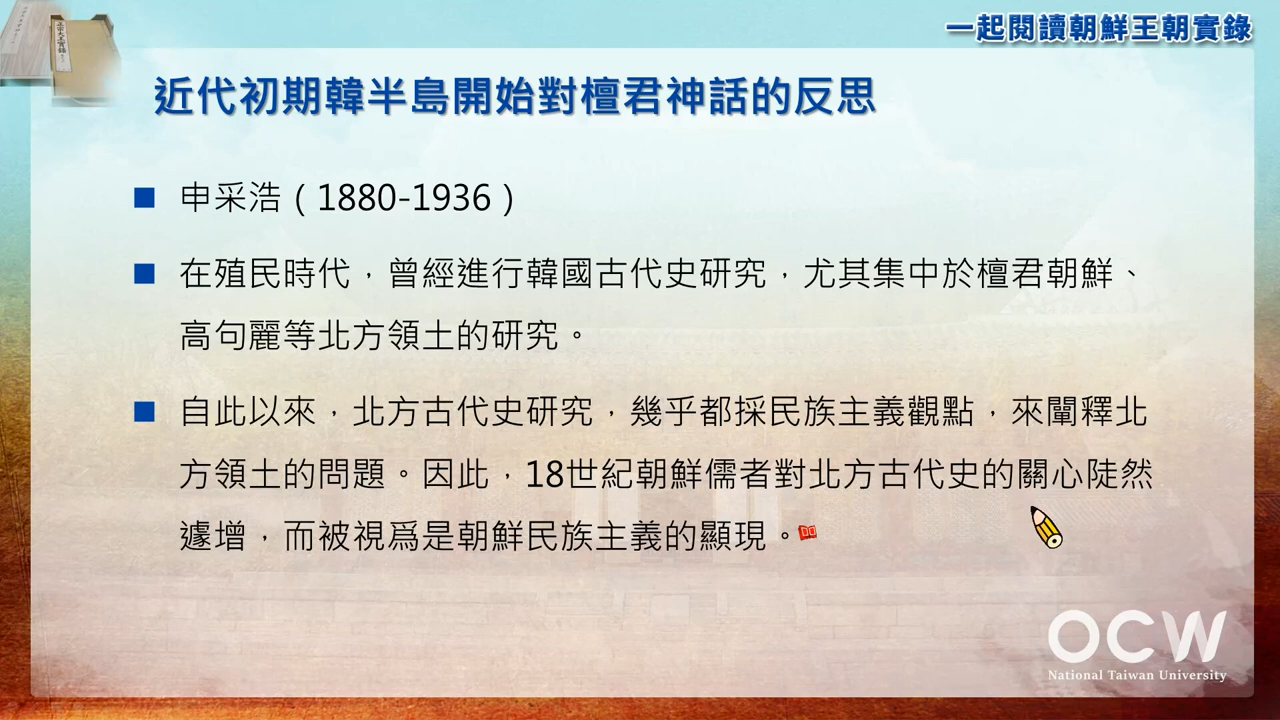 一起閱讀朝鮮王朝實錄
近代初期韓半島開始對檀君神話的反思
■ 申采浩（1880-1936）
■ 在殖民時代，曾經進行韓國古代史研究，尤其集中於檀君朝鮮、
高句麗等北方領土的研究。
■ 自此以來，北方古代史研究，幾乎都採民族主義觀點，來闡釋北
方領土的問題。因此，18世紀朝鮮儒者對北方古代史的關心陡然
遽增，而被視爲是朝鮮民族主義的顯現。
OCW
National Taiwan University